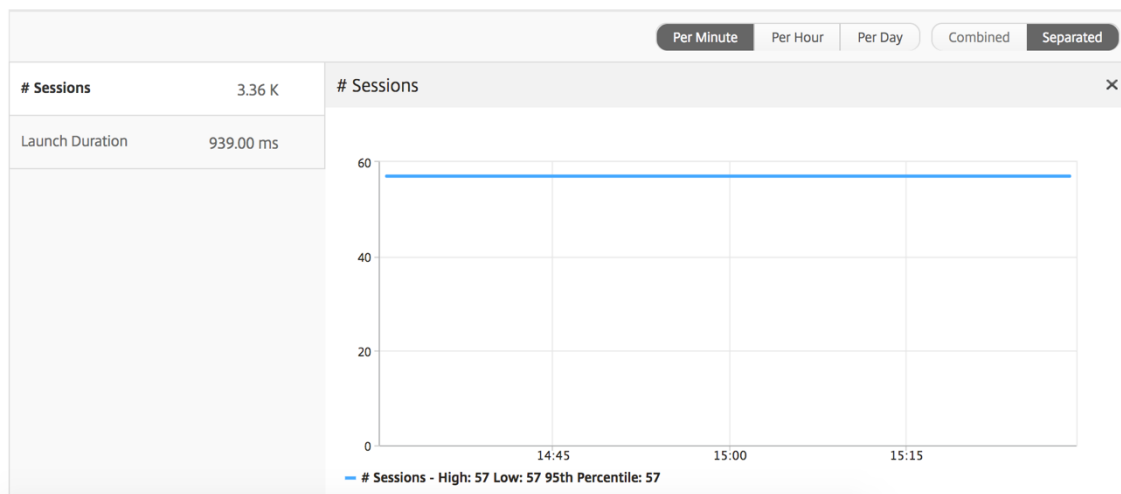 Per Minute Per Hour Per Day Combined Separated
# Sessions 3.36 K
Launch Duration 939.00 ms
# Sessions ×
60
40
20
0
14:45 15:00 15:15
# Sessions - High: 57 Low: 57 95th Percentile: 57